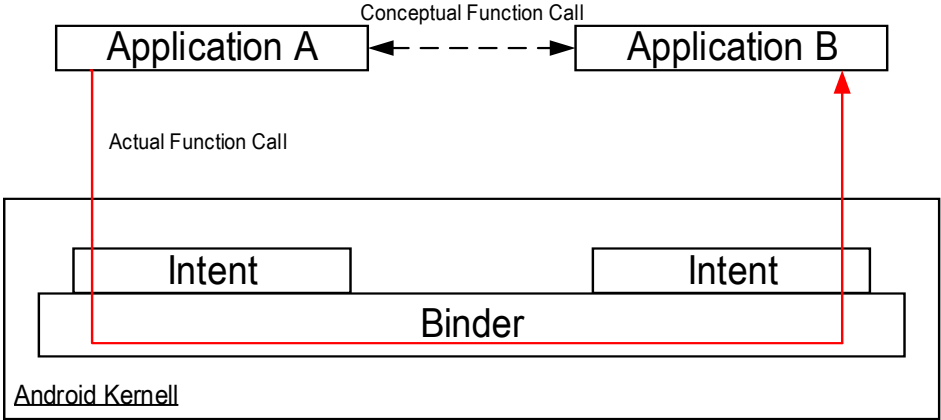 Conceptual Function Call
Application A
Application B
Actual Function Call
Intent
Intent
Binder
Android Kernell